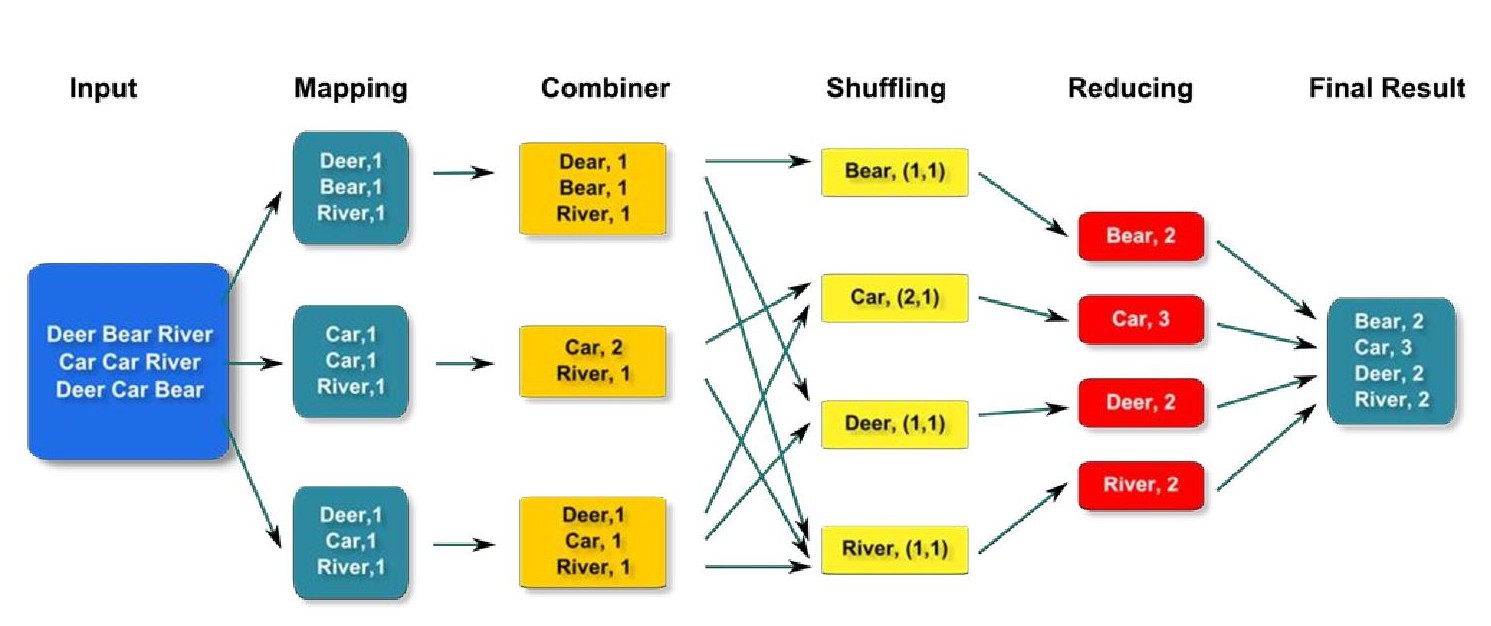 Input
Mapping
Combiner
Shuffling
Reducing
Final Result
Deer Bear River
Car Car River
Deer Car Bear
Deer,1
Bear,1
River,1
Car,1
Car,1
River,1
Deer,1
Car,1
River,1
Dear, 1
Bear, 1
River, 1
Car, 2
River, 1
Deer,1
Car, 1
River, 1
Bear, (1,1)
Car, (2,1)
Deer, (1,1)
River, (1,1)
Bear, 2
Car, 3
Deer, 2
River, 2
Bear, 2
Car, 3
Deer, 2
River, 2